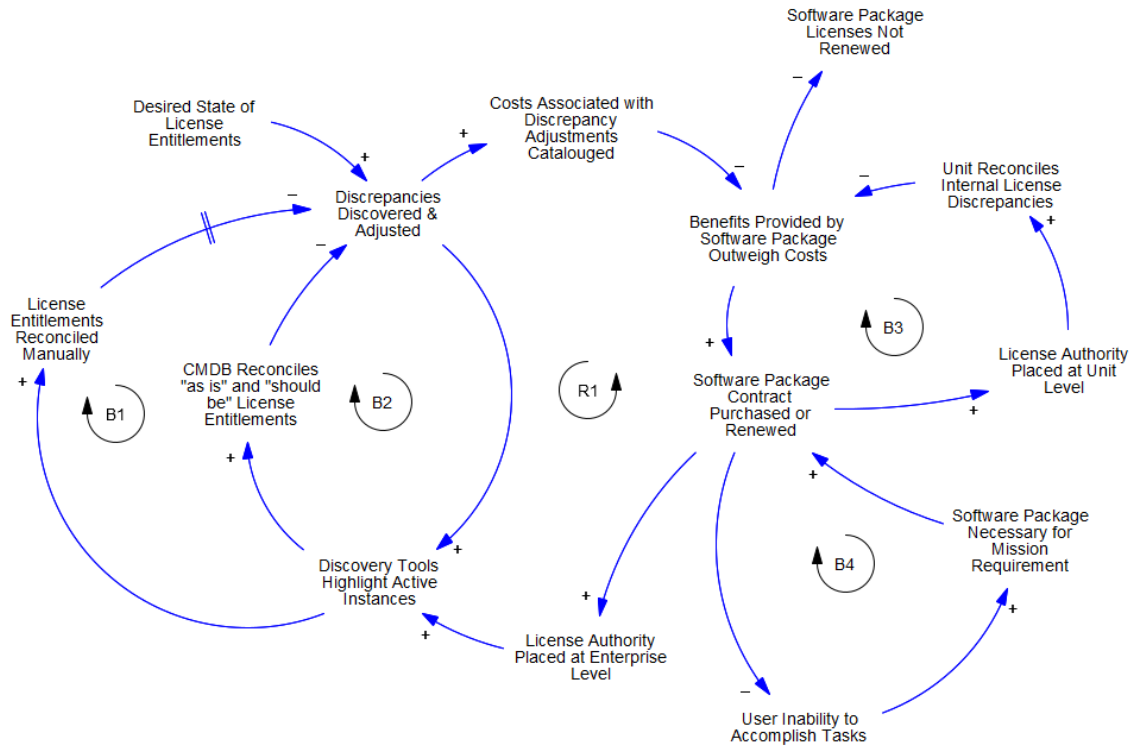 Software Package
Licenses Not
Renewed
–
Desired State of
License
Entitlements
+
Costs Associated with
Discrepancy
Adjustments
Catalouged
+
–
Unit Reconciles
Internal License
Discrepancies
–
+
Discrepancies
Discovered &
Adjusted
–
–
Benefits Provided by
Software Package
Outweigh Costs
License
Entitlements
Reconciled
Manually
+
B3
+
CMDB Reconciles
"as is" and "should
be" License
Entitlements
+
B1
B2
R1
Software Package
Contract
Purchased or
Renewed
License Authority
Placed at Unit
Level
+
+
Software Package
Necessary for
Mission
Requirement
+
B4
Discovery Tools
Highlight Active
Instances
+
+
+
License Authority
Placed at Enterprise
Level
–
User Inability to
Accomplish Tasks